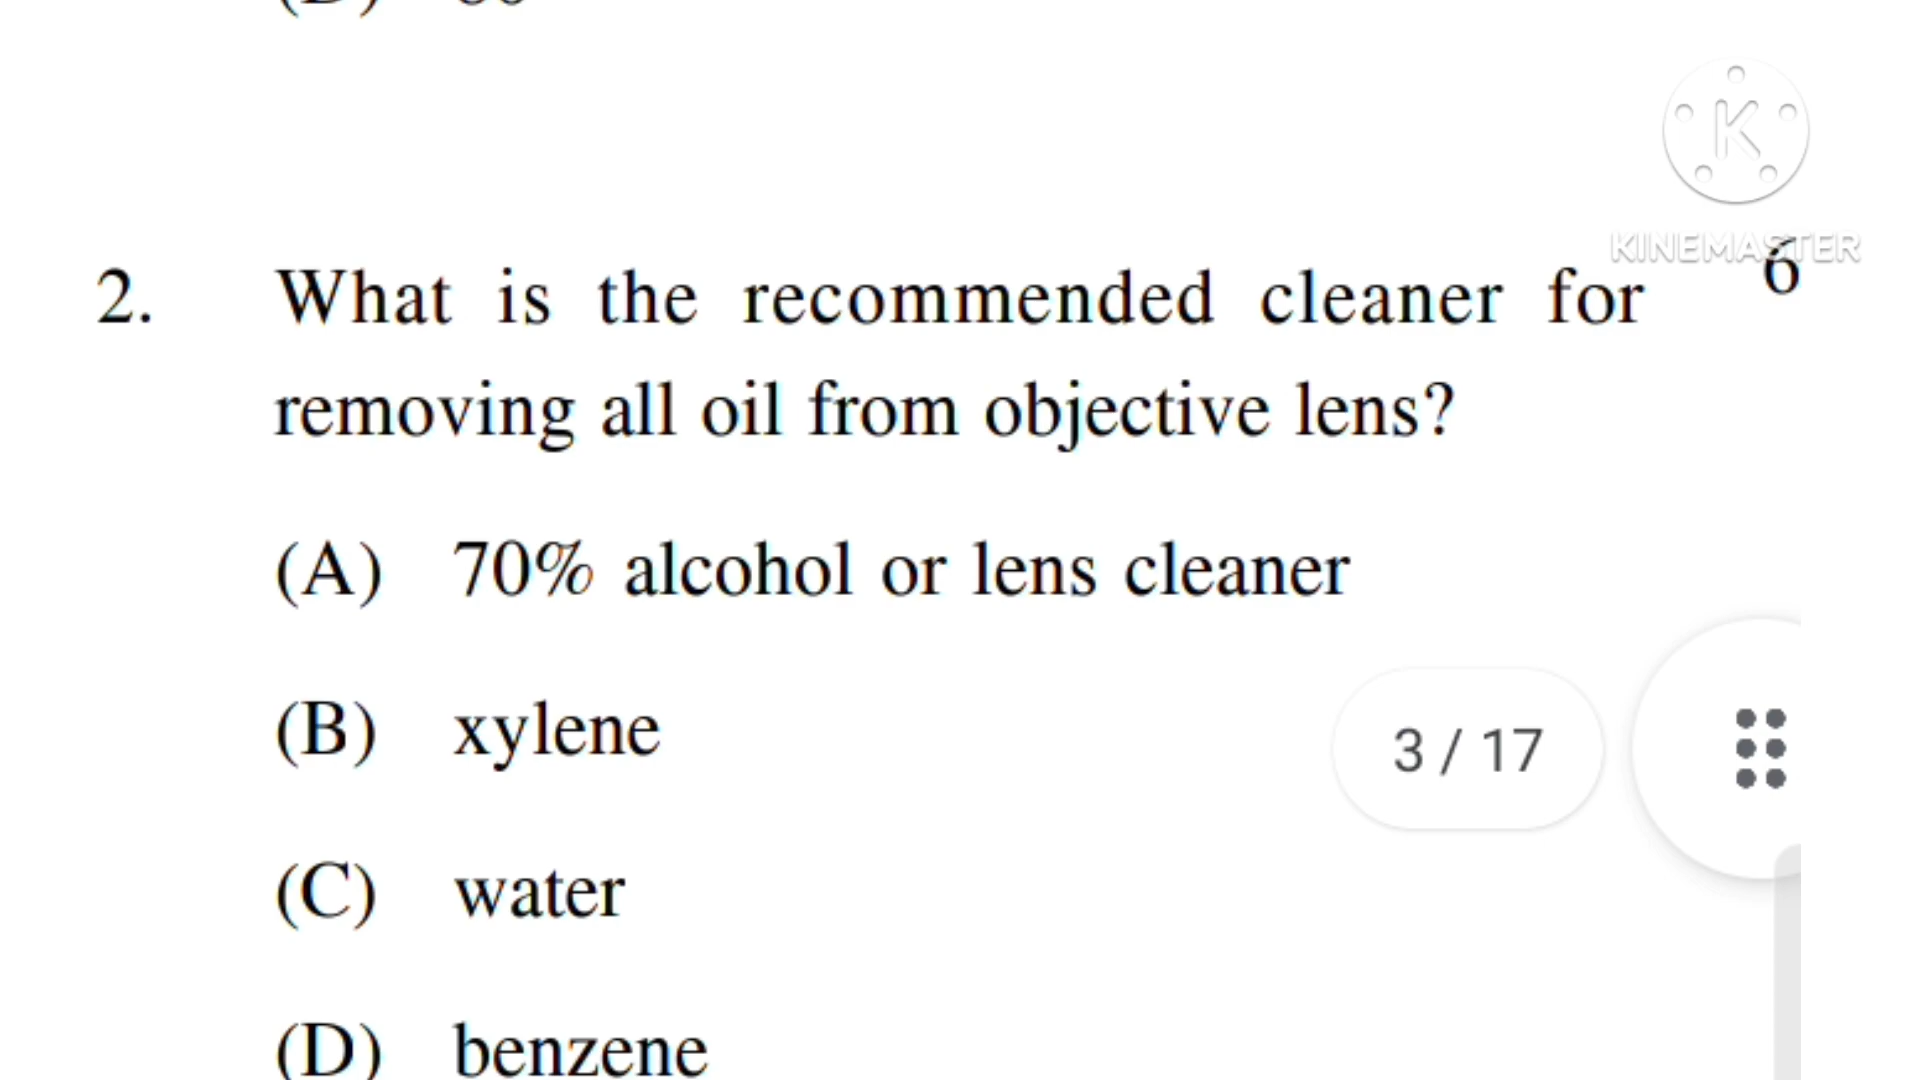 KINEMASTER
2. What is the recommended cleaner for 6
removing all oil from objective lens?
(A) 70% alcohol or lens cleaner
(B) xylene
3 / 17
(C) water
(D) benzene